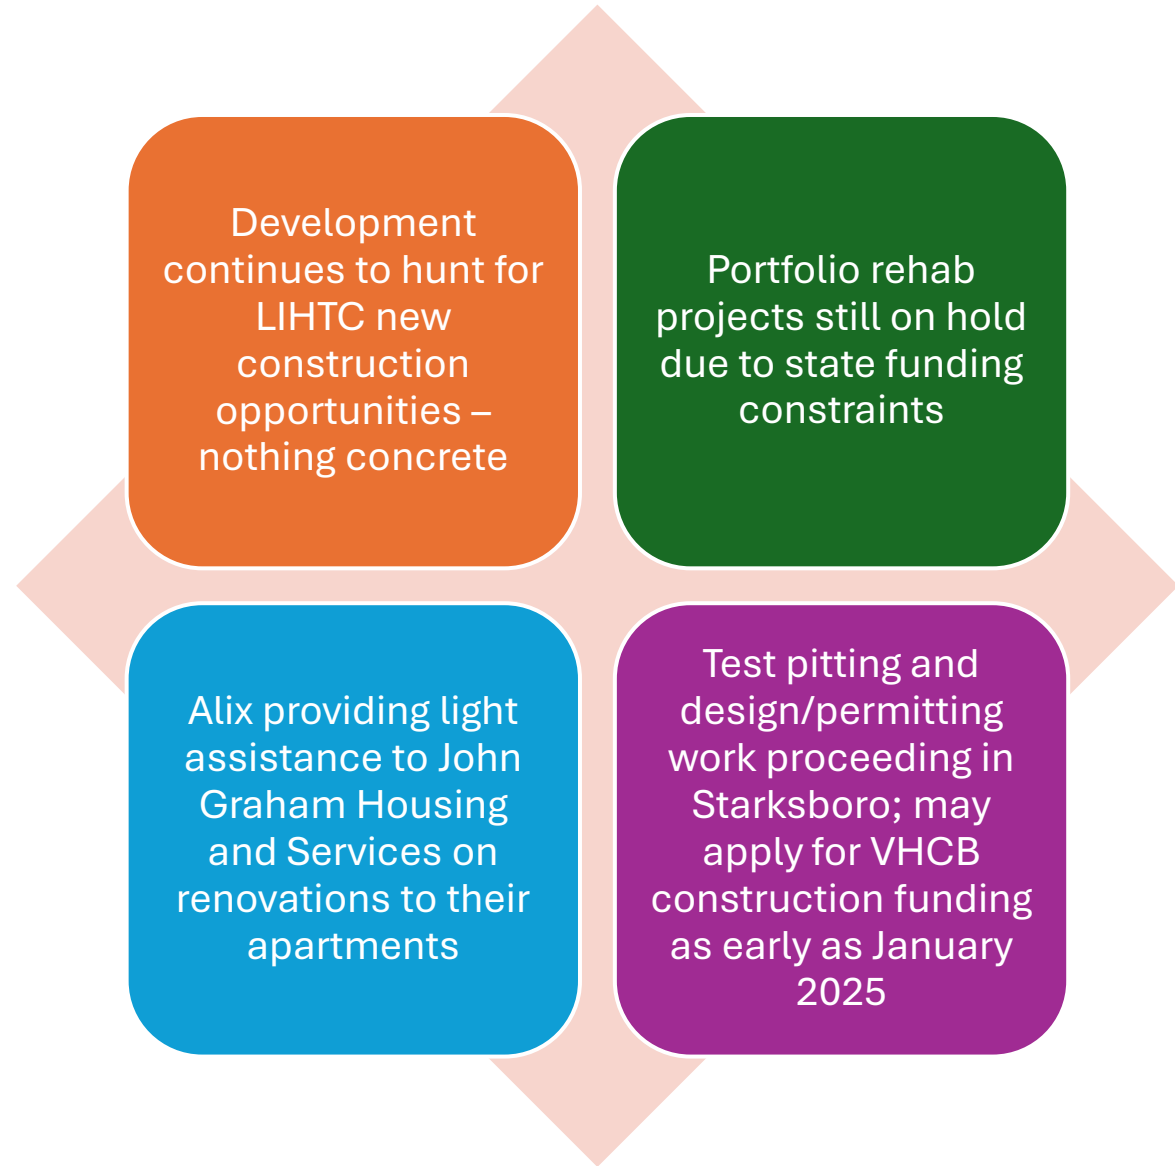 Development
continues to hunt for
LIHTC new
construction
opportunities –
nothing concrete
Portfolio rehab
projects still on hold
due to state funding
constraints
Alix providing light
assistance to John
Graham Housing
and Services on
renovations to their
apartments
Test pitting and
design/permitting
work proceeding in
Starksboro; may
apply for VHCB
construction funding
as early as January
2025